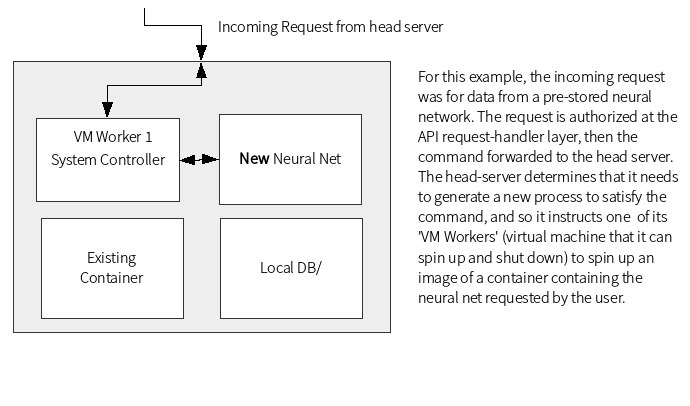 Incoming Request from head server
VM Worker 1
System Controller
New Neural Net
Existing
Container
Local DB/
For this example, the incoming request
was for data from a pre-stored neural
network. The request is authorized at the
API request-handler layer, then the
command forwarded to the head server.
The head-server determines that it needs
to generate a new process to satisfy the
command, and so it instructs one of its
'VM Workers' (virtual machine that it can
spin up and shut down) to spin up an
image of a container containing the
neural net requested by the user.